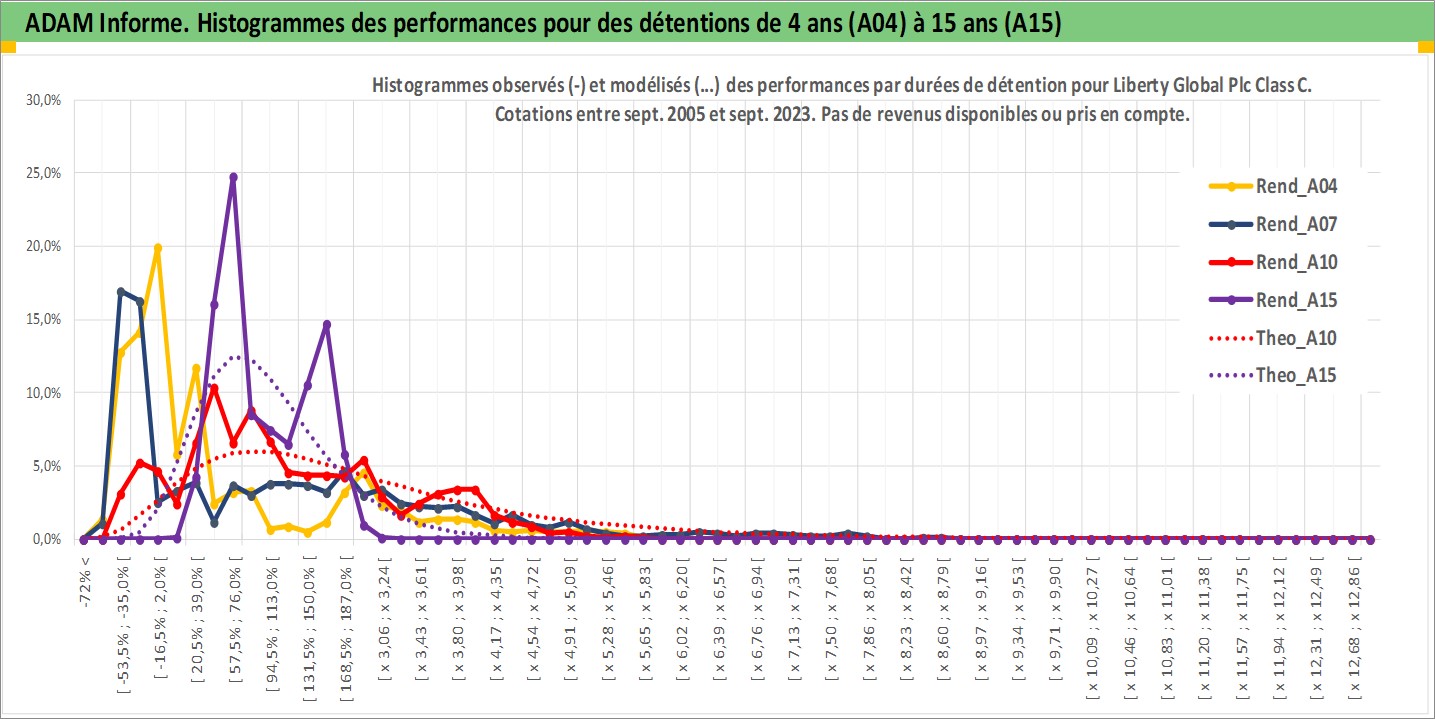 ADAM Informe. Histogrammes des performances pour des détentions de 4 ans (A04) à 15 ans (A15)
Histogrammes observés (-) et modélisés (...) des performances par durées de détention pour Liberty Global Plc Class C.
Cotations entre sept. 2005 et sept. 2023. Pas de revenus disponibles ou pris en compte.
30,0%
25,0%
20,0%
15,0%
10,0%
5,0%
0,0%
Rend_A04
Rend_A07
Rend_A10
Rend_A15
Theo_A10
Theo_A15
-72% <
[ -53,5% ; -35,0% [
[ -16,5% ; 2,0% [
[ 20,5% ; 39,0% [
[ 57,5% ; 76,0% [
[ 94,5% ; 113,0% [
[ 131,5% ; 150,0% [
[ 168,5% ; 187,0% [
[ x 3,06 ; x 3,24 [
[ x 3,43 ; x 3,61 [
[ x 3,80 ; x 3,98 [
[ x 4,17 ; x 4,35 [
[ x 4,54 ; x 4,72 [
[ x 4,91 ; x 5,09 [
[ x 5,28 ; x 5,46 [
[ x 5,65 ; x 5,83 [
[ x 6,02 ; x 6,20 [
[ x 6,39 ; x 6,57 [
[ x 6,76 ; x 6,94 [
[ x 7,13 ; x 7,31 [
[ x 7,50 ; x 7,68 [
[ x 7,86 ; x 8,05 [
[ x 8,23 ; x 8,42 [
[ x 8,60 ; x 8,79 [
[ x 8,97 ; x 9,16 [
[ x 9,34 ; x 9,53 [
[ x 9,71 ; x 9,90 [
[ x 10,09 ; x 10,27 [
[ x 10,46 ; x 10,64 [
[ x 10,83 ; x 11,01 [
[ x 11,20 ; x 11,38 [
[ x 11,57 ; x 11,75 [
[ x 11,94 ; x 12,12 [
[ x 12,31 ; x 12,49 [
[ x 12,68 ; x 12,86 [